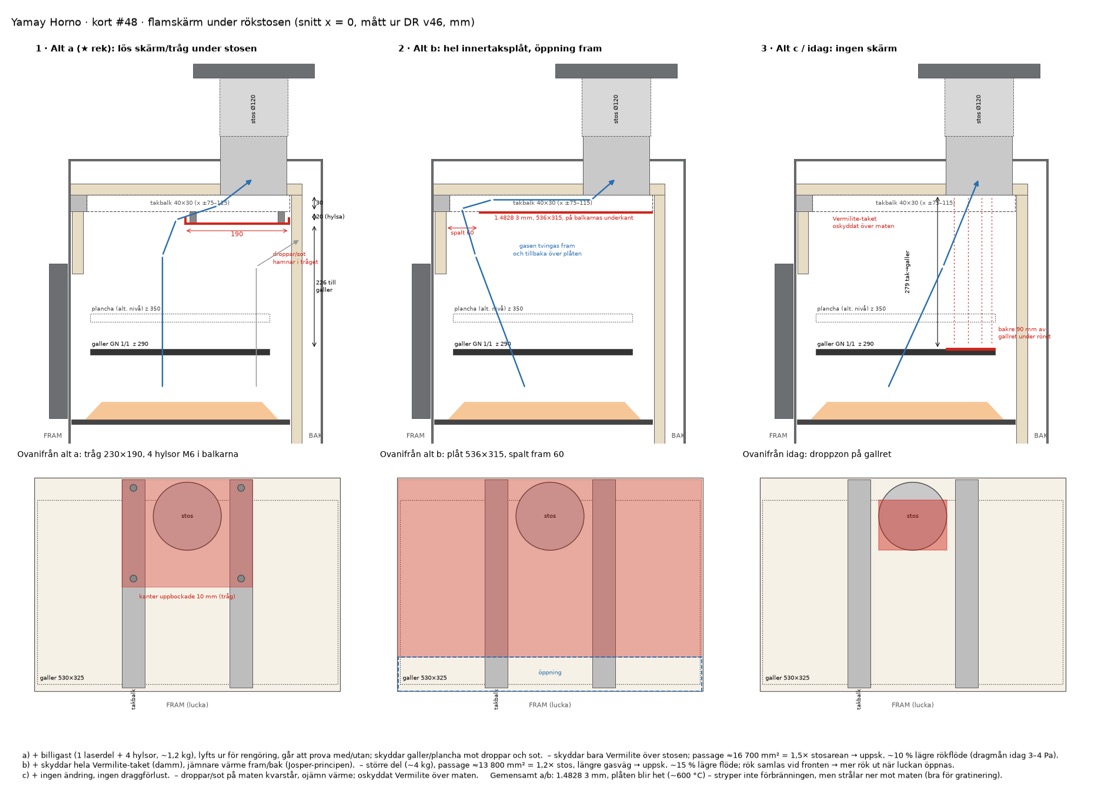 Yamay Horno · kort #48 · flamskärm under rökstosen (snitt x = 0, mått ur DR v46, mm)
1 · Alt a (★ rek): lös skärm/tråg under stosen
2 · Alt b: hel innertaksplåt, öppning fram
3 · Alt c / idag: ingen skärm
stos Ø120
stos Ø120
stos Ø120
takbalk 40×30 (x ±75–115)
30
20 (hylsa)
190
droppar/sot
hamnar i tråget
226 till
galler
plancha (alt. nivå) ± 350
galler GN 1/1 ± 290
FRAM
BAK
takbalk 40×30 (x ±75–115)
1.4828 3 mm, 536×315, på balkarnas underkant
spalt 60
gasen tvingas fram
och tillbaka över plåten
plancha (alt. nivå) ± 350
galler GN 1/1 ± 290
FRAM
BAK
takbalk 40×30 (x ±75–115)
Vermilite-taket
oskyddat över maten
279 tak→galler
plancha (alt. nivå) ± 350
bakre 90 mm av
gallret under röret
galler GN 1/1 ± 290
FRAM
BAK
Ovanifrån alt a: tråg 230×190, 4 hylsor M6 i balkarna
Ovanifrån alt b: plåt 536×315, spalt fram 60
Ovanifrån idag: droppzon på gallret
stos
kanter uppbockade 10 mm (tråg)
galler 530×325
takbalk
FRAM (lucka)
stos
öppning
galler 530×325
takbalk
FRAM (lucka)
stos
galler 530×325
takbalk
FRAM (lucka)
a) + billigast (1 laserdel + 4 hylsor, ~1,2 kg), lyfts ur för rengöring, går att prova med/utan; skyddar galler/plancha mot droppar och sot. – skyddar bara Vermilite över stosen; passage ≈16 700 mm² = 1,5× stosarean → uppsk. ~10 % lägre rökflöde (dragmån idag 3–4 Pa).
b) + skyddar hela Vermilite-taket (damm), jämnare värme fram/bak (Josper-principen). – större del (~4 kg), passage ≈13 800 mm² = 1,2× stos, längre gasväg → uppsk. ~15 % lägre flöde; rök samlas vid fronten → mer rök ut när luckan öppnas.
c) + ingen ändring, ingen draggförlust. – droppar/sot på maten kvarstår, ojämn värme; oskyddat Vermilite över maten. Gemensamt a/b: 1.4828 3 mm, plåten blir het (~600 °C) – stryper inte förbränningen, men strålar ner mot maten (bra för gratinering).